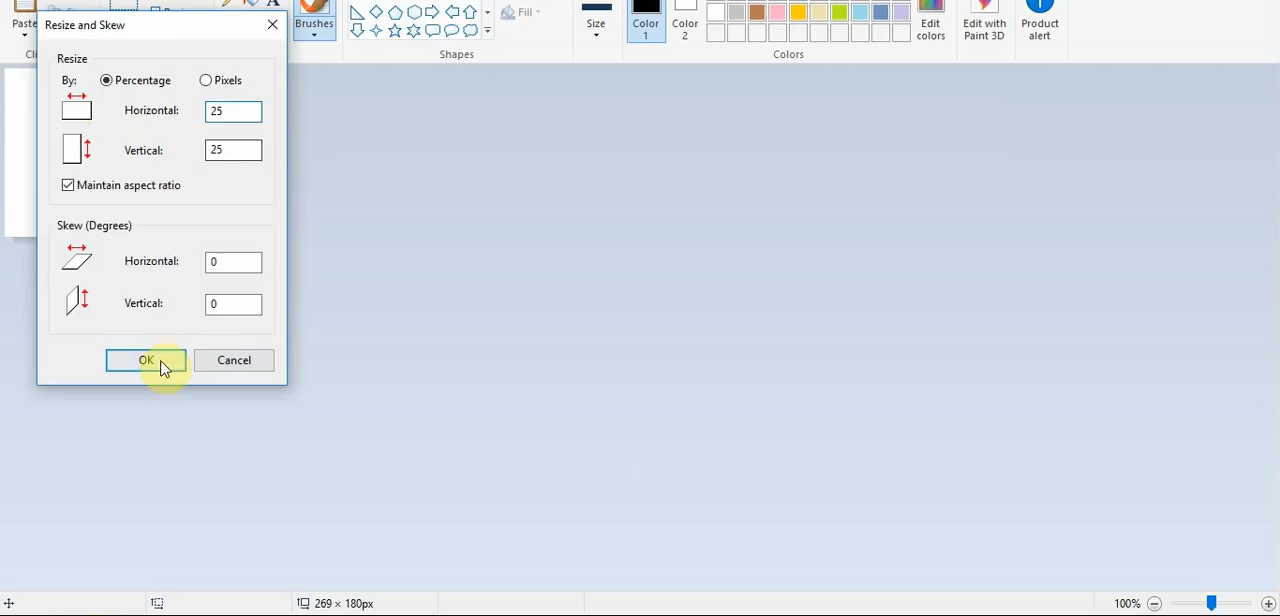 Resize and Skew
Resize
By: Percentage Pixels
Horizontal: 25
Vertical: 25
Maintain aspect ratio
Skew (Degrees)
Horizontal: 0
Vertical: 0
OK Cancel
Paste
Brushes
Shapes
Fill
Size
Color 1
Color 2
Colors
Edit colors
Edit with Paint 3D
Product alert
269 × 180px
100%